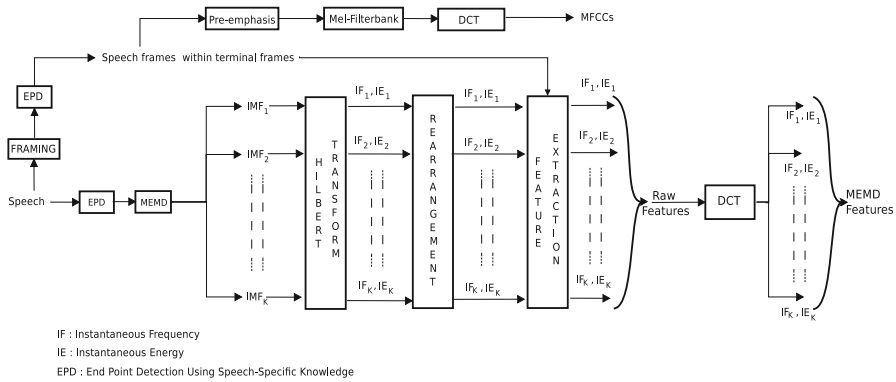 Pre-emphasis
Mel-Filterbank
DCT
MFCCs
Speech frames within terminal frames
EPD
FRAMING
Speech
EPD
MEMD
IMF1
IMF2
IMFK
HILBERT TRANSFORM
IF1, IE1
IF2, IE2
IFK, IEK
REARRANGEMENT
IF1, IE1
IF2, IE2
IFK, IEK
FEATURE EXTRACTION
IF1, IE1
IF2, IE2
IFK, IEK
Raw
Features
DCT
IF1, IE1
IF2, IE2
IFK, IEK
MEMD
Features
IF : Instantaneous Frequency
IE : Instantaneous Energy
EPD : End Point Detection Using Speech-Specific Knowledge